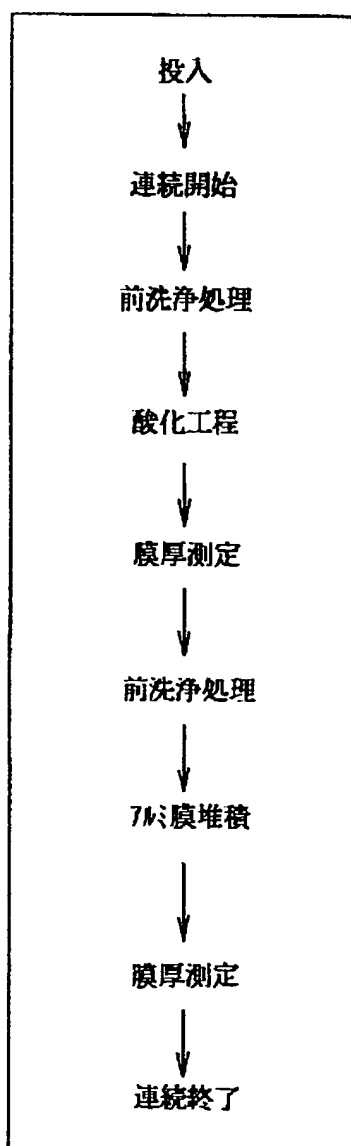 投入
連続開始
前洗浄処理
酸化工程
膜厚測定
前洗浄処理
ｱﾙﾐ膜堆積
膜厚測定
連続終了